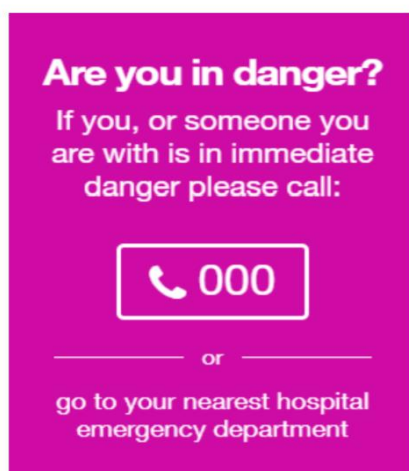 Are you in danger?
If you, or someone you
are with is in immediate
danger please call:
000
or
go to your nearest hospital
emergency department